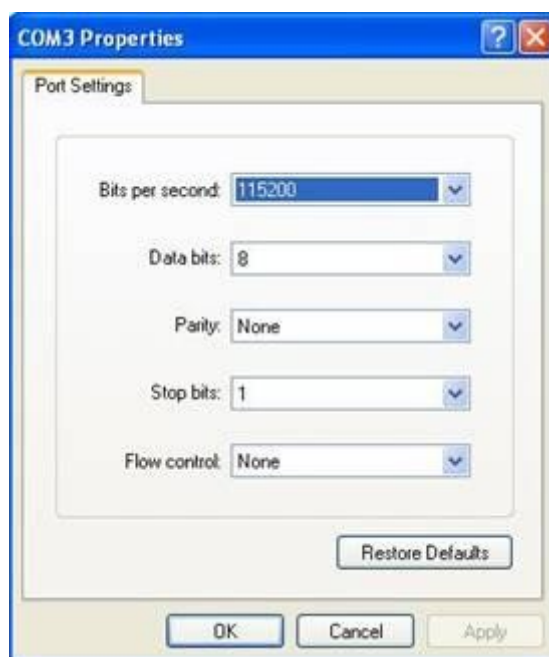 COM3 Properties
Port Settings
Bits per second: 115200
Data bits: 8
Parity: None
Stop bits: 1
Flow control: None
Restore Defaults
OK Cancel Apply